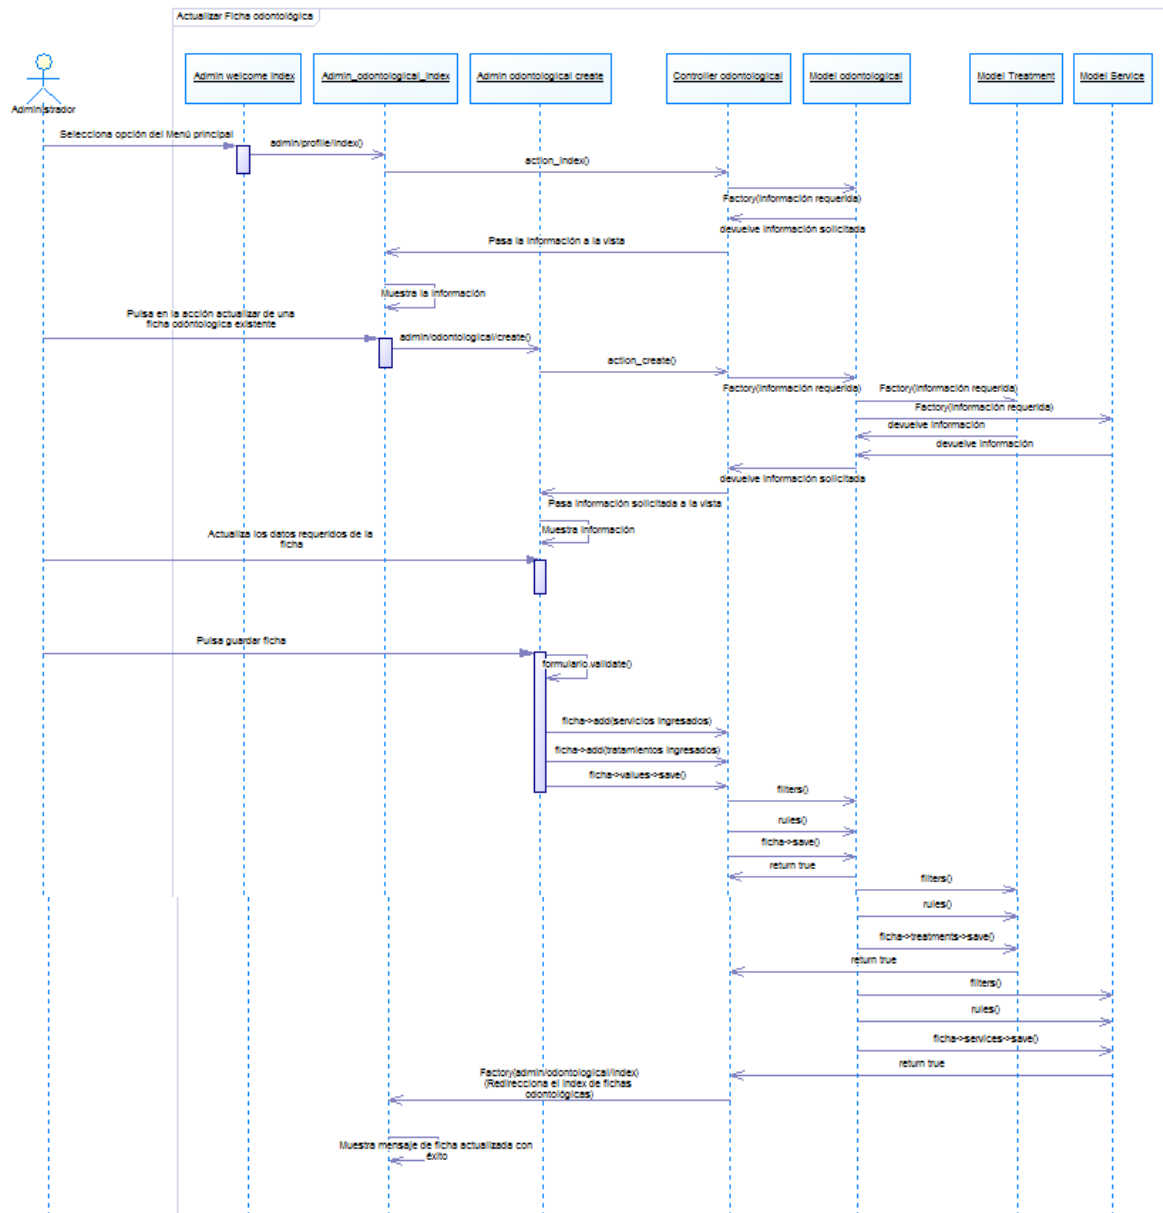 Actualizar Ficha odontológica
Admin welcome index
Admin_odontological_index
Admin odontological create
Controller odontological
Model odontological
Model Treatment
Model Service
Administrador
Selecciona opción del Menú principal
admin/profile/index()
action_index()
Factory(información requerida)
devuelve información solicitada
Pasa la información a la vista
Muestra la información
Pulsa en la acción actualizar de una
ficha odóntologica existente
admin/odontological/create()
action_create()
Factory(información requerida)
Factory(información requerida)
Factory(información requerida)
devuelve información
devuelve información
devuelve información solicitada
Pasa información solicitada a la vista
Muestra información
Actualiza los datos requeridos de la
ficha
Pulsa guardar ficha
formulario.validate()
ficha->add(servicios ingresados)
ficha->add(tratamientos ingresados)
ficha->values->save()
filters()
rules()
ficha->save()
return true
filters()
rules()
ficha->treatments->save()
return true
filters()
rules()
ficha->services->save()
return true
Factory(admin/odontological/index)
(Redirecciona el index de fichas
odontológicas)
Muestra mensaje de ficha actualizada con
éxito